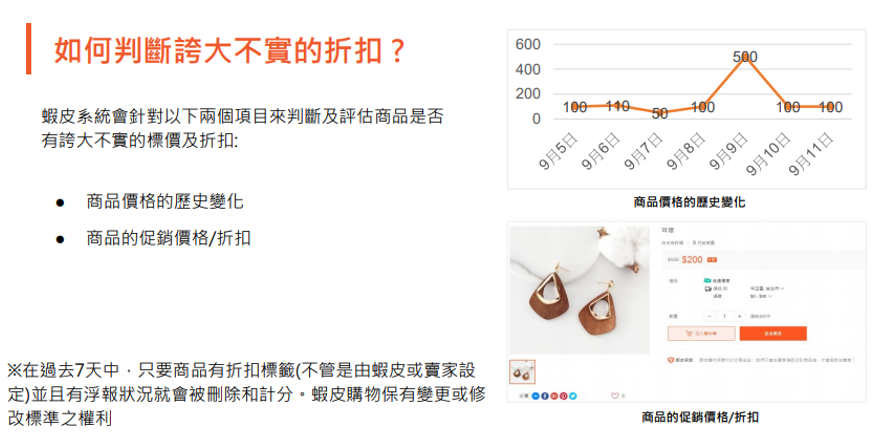 如何判斷誇大不實的折扣？
蝦皮系統會針對以下兩個項目來判斷及評估商品是否
有誇大不實的標價及折扣:
● 商品價格的歷史變化
● 商品的促銷價格/折扣
※在過去7天中，只要商品有折扣標籤(不管是由蝦皮或賣家設
定)並且有浮報狀況就會被刪除和計分。蝦皮購物保有變更或修
改標準之權利
600
400
200
0
100 110 50 100 500 100 100
9月5日 9月6日 9月7日 9月8日 9月9日 9月10日 9月11日
商品價格的歷史變化
耳環
$200
數量
− 1 +
分享
商品的促銷價格/折扣